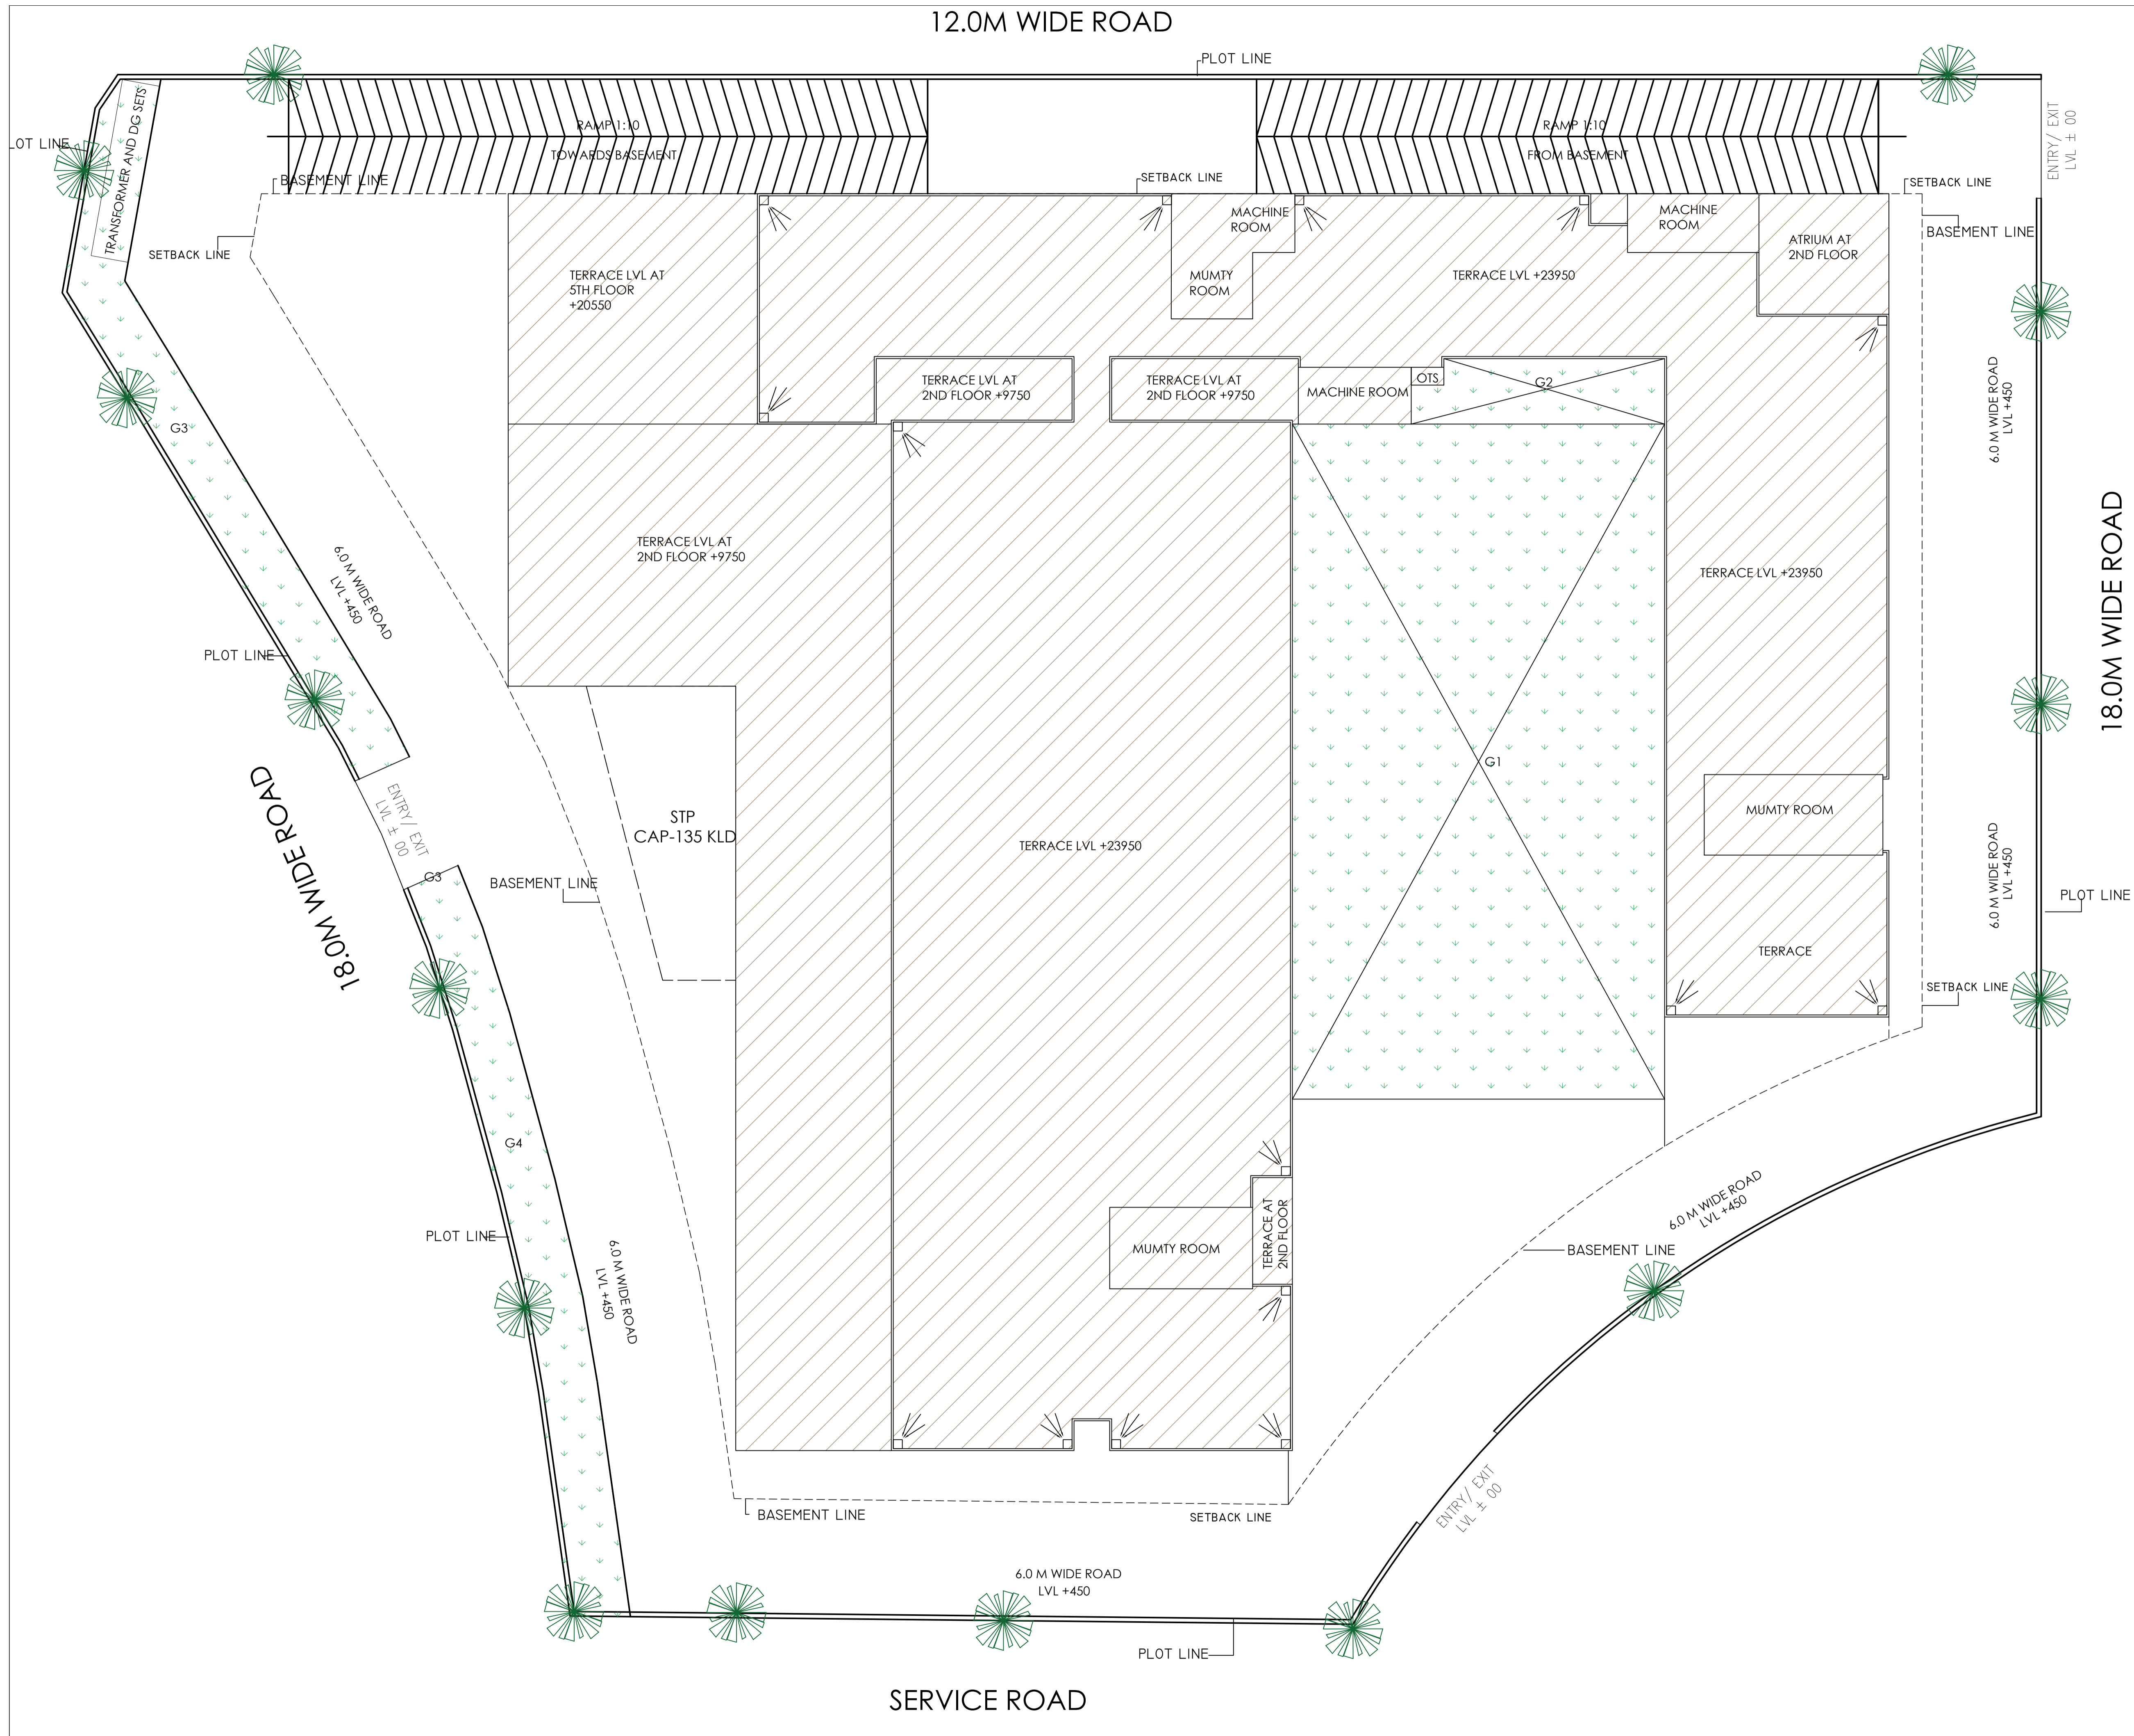 12.0M WIDE ROAD
PLOT LINE
TRANSFORMER AND DG SETS
OT LINE
RAMP 1:10
TOWARDS BASEMENT
RAMP 1:10
FROM BASEMENT
ENTRY/ EXIT
LVL ± 00
BASEMENT LINE
SETBACK LINE
SETBACK LINE
SETBACK LINE
BASEMENT LINE
MACHINE
ROOM
MACHINE
ROOM
ATRIUM AT
2ND FLOOR
TERRACE LVL AT
5TH FLOOR
+20550
MUMTY
ROOM
TERRACE LVL +23950
TERRACE LVL AT
2ND FLOOR +9750
TERRACE LVL AT
2ND FLOOR +9750
MACHINE ROOM
OTS
G2
6.0 M WIDE ROAD
LVL +450
G3
TERRACE LVL AT
2ND FLOOR +9750
6.0 M WIDE ROAD
LVL +450
TERRACE LVL +23950
18.0M WIDE ROAD
PLOT LINE
G1
ENTRY/ EXIT
LVL ± 00
18.0M WIDE ROAD
STP
CAP-135 KLD
TERRACE LVL +23950
MUMTY ROOM
6.0 M WIDE ROAD
LVL +450
G3
BASEMENT LINE
PLOT LINE
TERRACE
SETBACK LINE
G4
PLOT LINE
6.0 M WIDE ROAD
LVL +450
MUMTY ROOM
TERRACE AT
2ND FLOOR
6.0 M WIDE ROAD
LVL +450
BASEMENT LINE
ENTRY/ EXIT
LVL ± 00
BASEMENT LINE
SETBACK LINE
6.0 M WIDE ROAD
LVL +450
PLOT LINE
SERVICE ROAD